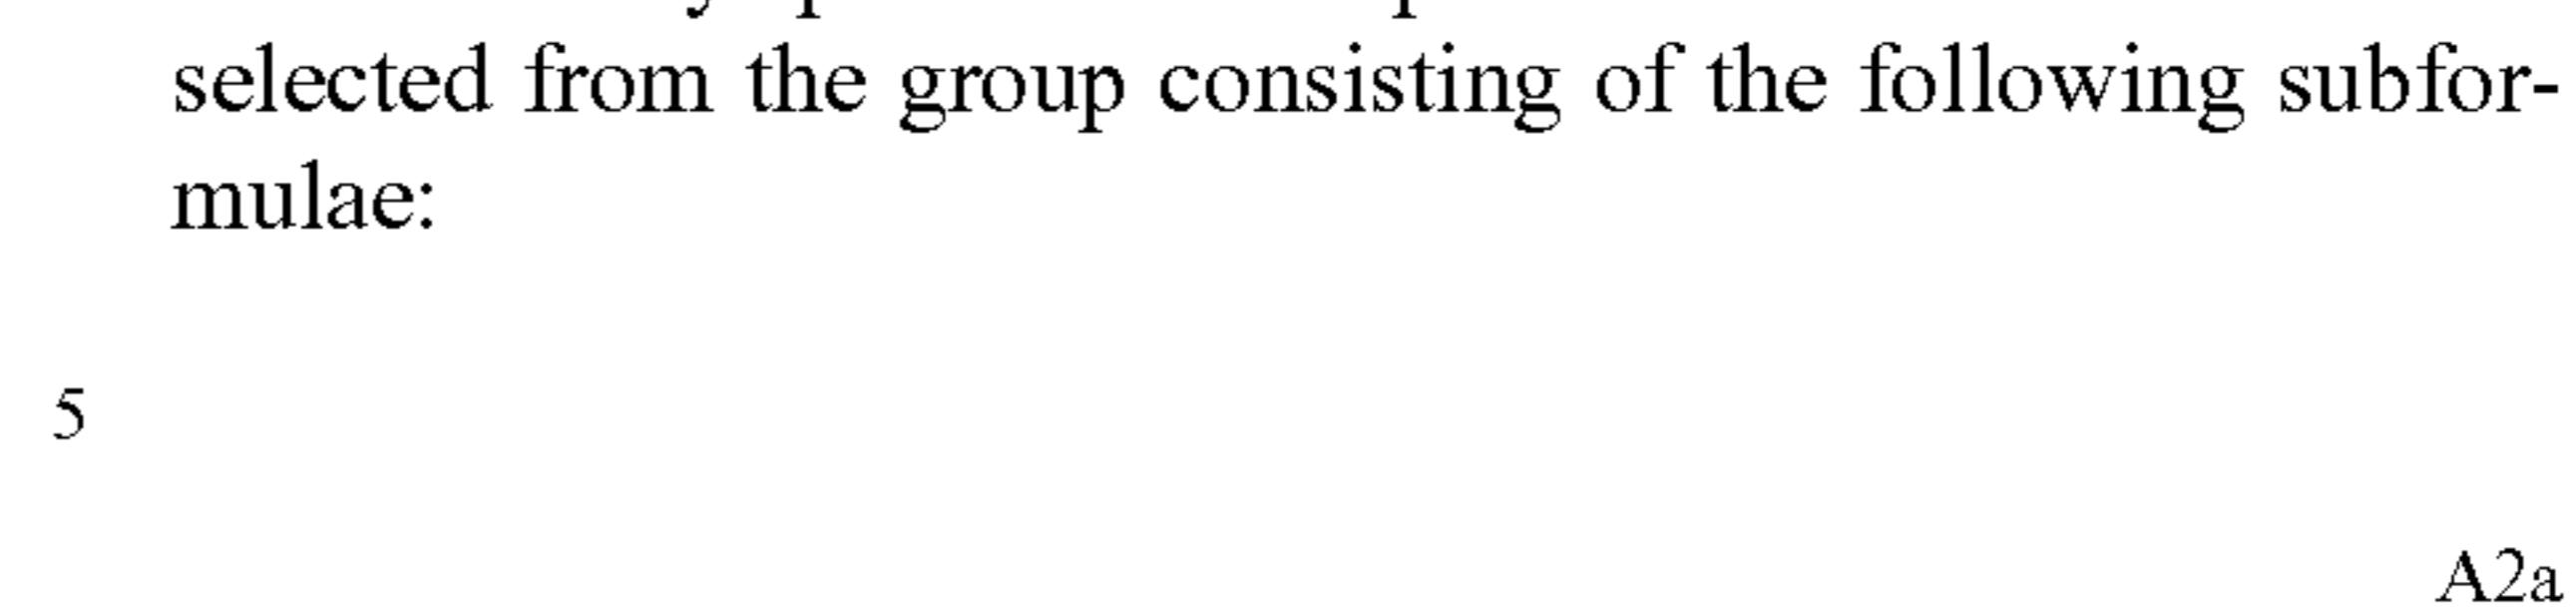 selected from the group consisting of the following subfor-
mulae:
5
A2a